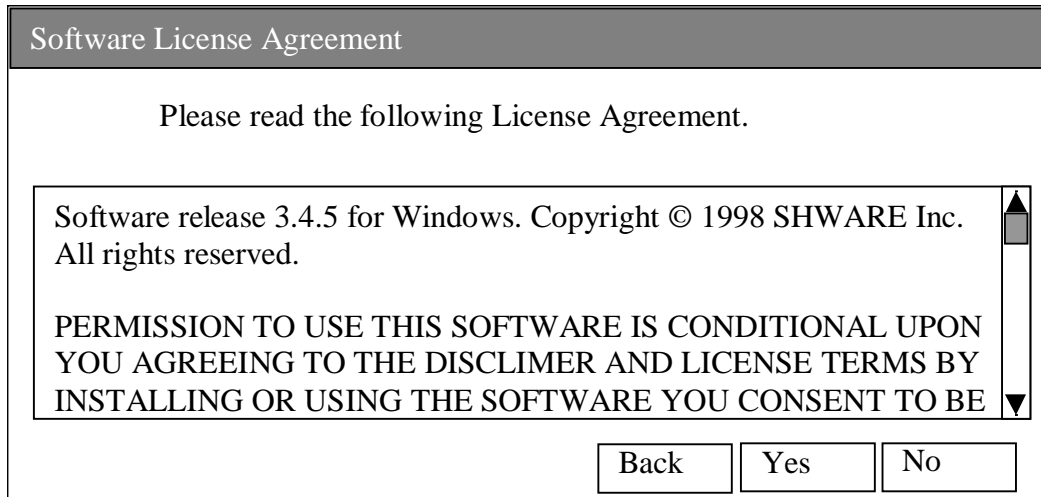 Software License Agreement
Please read the following License Agreement.
Software release 3.4.5 for Windows. Copyright © 1998 SHWARE Inc.
All rights reserved.
PERMISSION TO USE THIS SOFTWARE IS CONDITIONAL UPON
YOU AGREEING TO THE DISCLIMER AND LICENSE TERMS BY
INSTALLING OR USING THE SOFTWARE YOU CONSENT TO BE
Back Yes No